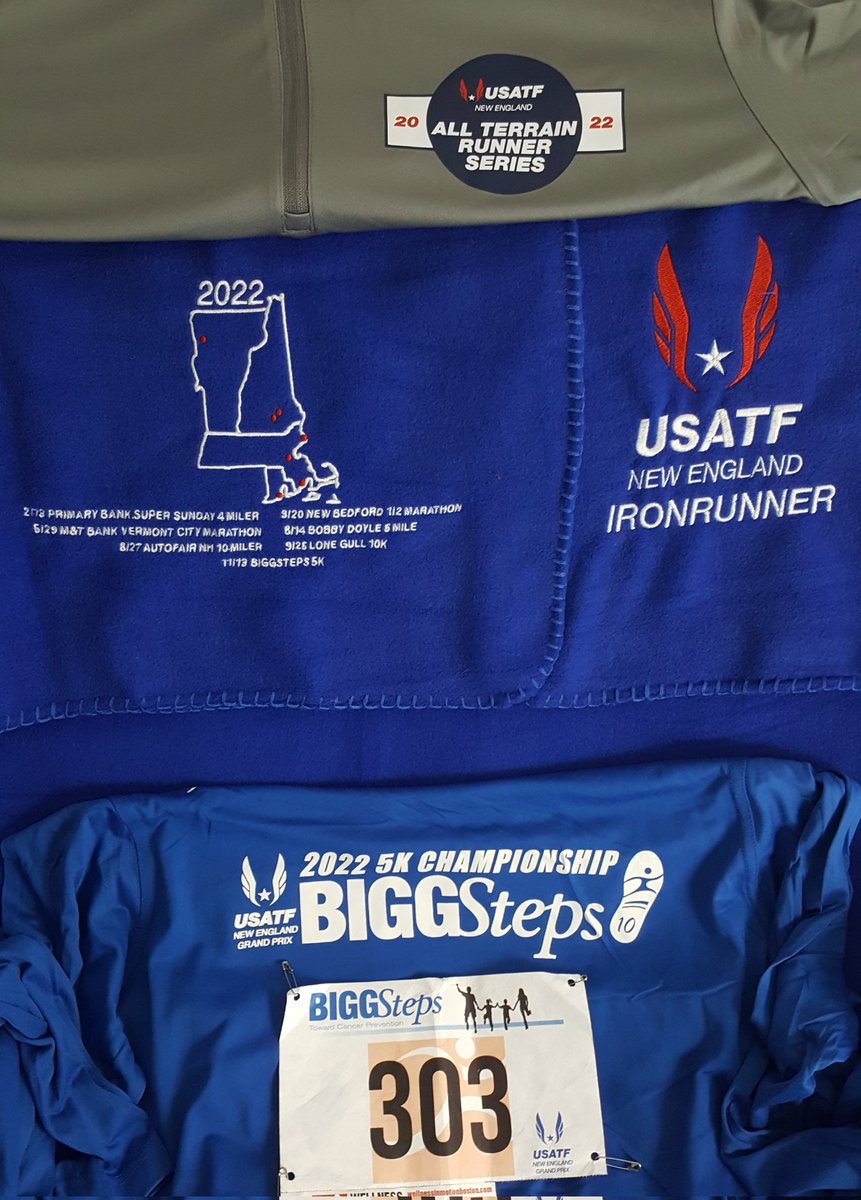 USATF
NEW ENGLAND
20 ALL TERRAIN 22
RUNNER
SERIES
2022
2/13 PRIMARY BANK SUPER SUNDAY 4 MILER 3/20 NEW BEDFORD 1/2 MARATHON
5/29 M&T BANK VERMONT CITY MARATHON 8/14 BOBBY DOYLE 5 MILE
8/27 AUTOFAIR NH 10 MILER 9/25 LONE GULL 10K
11/13 BIGGSTEPS 5K
USATF
NEW ENGLAND
IRONRUNNER
2022 5K CHAMPIONSHIP
BIGGSteps
10
USATF
NEW ENGLAND
GRAND PRIX
BIGGSteps
Toward Cancer Prevention
303
USATF
NEW ENGLAND
GRAND PRIX
WELLNESS